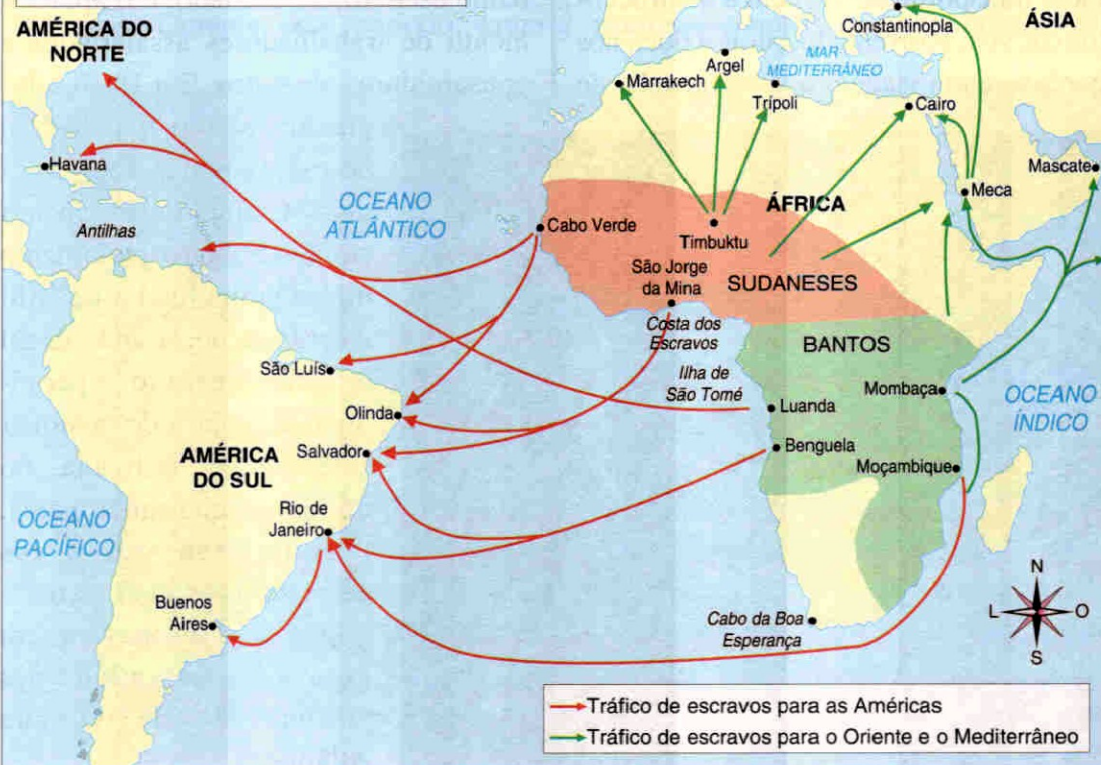 AMÉRICA DO
NORTE
Constantinopla
ÁSIA
MAR
MEDITERRÂNEO
Argel
Marrakech
Tripoli
Cairo
Havana
Mascate
Meca
OCEANO
ATLÂNTICO
Antilhas
Cabo Verde
ÁFRICA
Timbuktu
São Jorge
da Mina
SUDANESES
Costa dos
Escravos
BANTOS
São Luís
Ilha de
São Tomé
Mombaça
OCEANO
ÍNDICO
Olinda
Luanda
AMÉRICA
DO SUL
Salvador
Benguela
Moçambique
OCEANO
PACÍFICO
Rio de
Janeiro
Buenos
Aires
Cabo da Boa
Esperança
N
L
O
S
Tráfico de escravos para as Américas
Tráfico de escravos para o Oriente e o Mediterrâneo